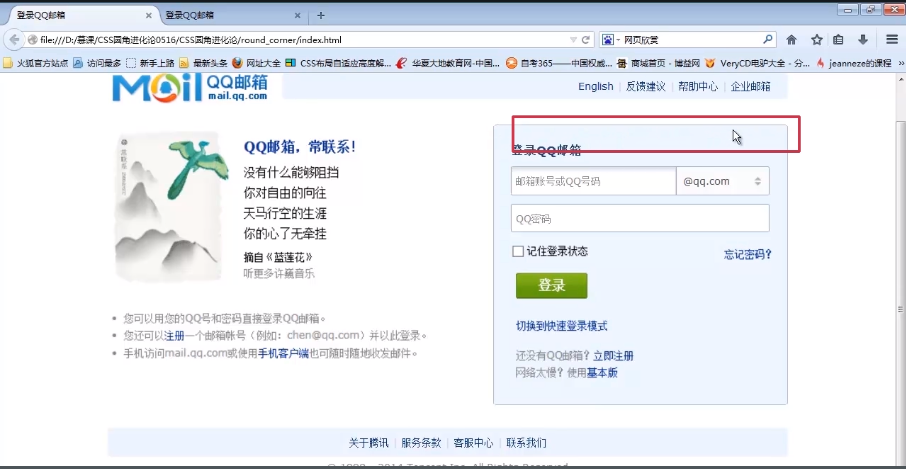 登录QQ邮箱
登录QQ邮箱
file:///D:/慕课/CSS圆角进化论0516/CSS圆角进化论/round_corner/index.html
网页欣赏
火狐官方站点 访问最多 新手上路 最新头条 网址大全 CSS布局自适应高度解... 华夏大地教育网-中国... 自考365——中国权威... 商城首页 - 博益网 VeryCD电驴大全 - 分... jeanneze的课程
Mail QQ邮箱
mail.qq.com
English 反馈建议 帮助中心 企业邮箱
QQ邮箱，常联系！
没有什么能够阻挡
你对自由的向往
天马行空的生涯
你的心了无牵挂
摘自《蓝莲花》
听更多许巍音乐
您可以用您的QQ号和密码直接登录QQ邮箱。
您还可以注册一个邮箱帐号（例如：chen@qq.com）并以此登录。
手机访问mail.qq.com或使用手机客户端也可随时随地收发邮件。
登录QQ邮箱
邮箱账号或QQ号码 @qq.com
QQ密码
记住登录状态 忘记密码?
登录
切换到快速登录模式
还没有QQ邮箱？立即注册
网络太慢？使用基本版
关于腾讯 服务条款 客服中心 联系我们